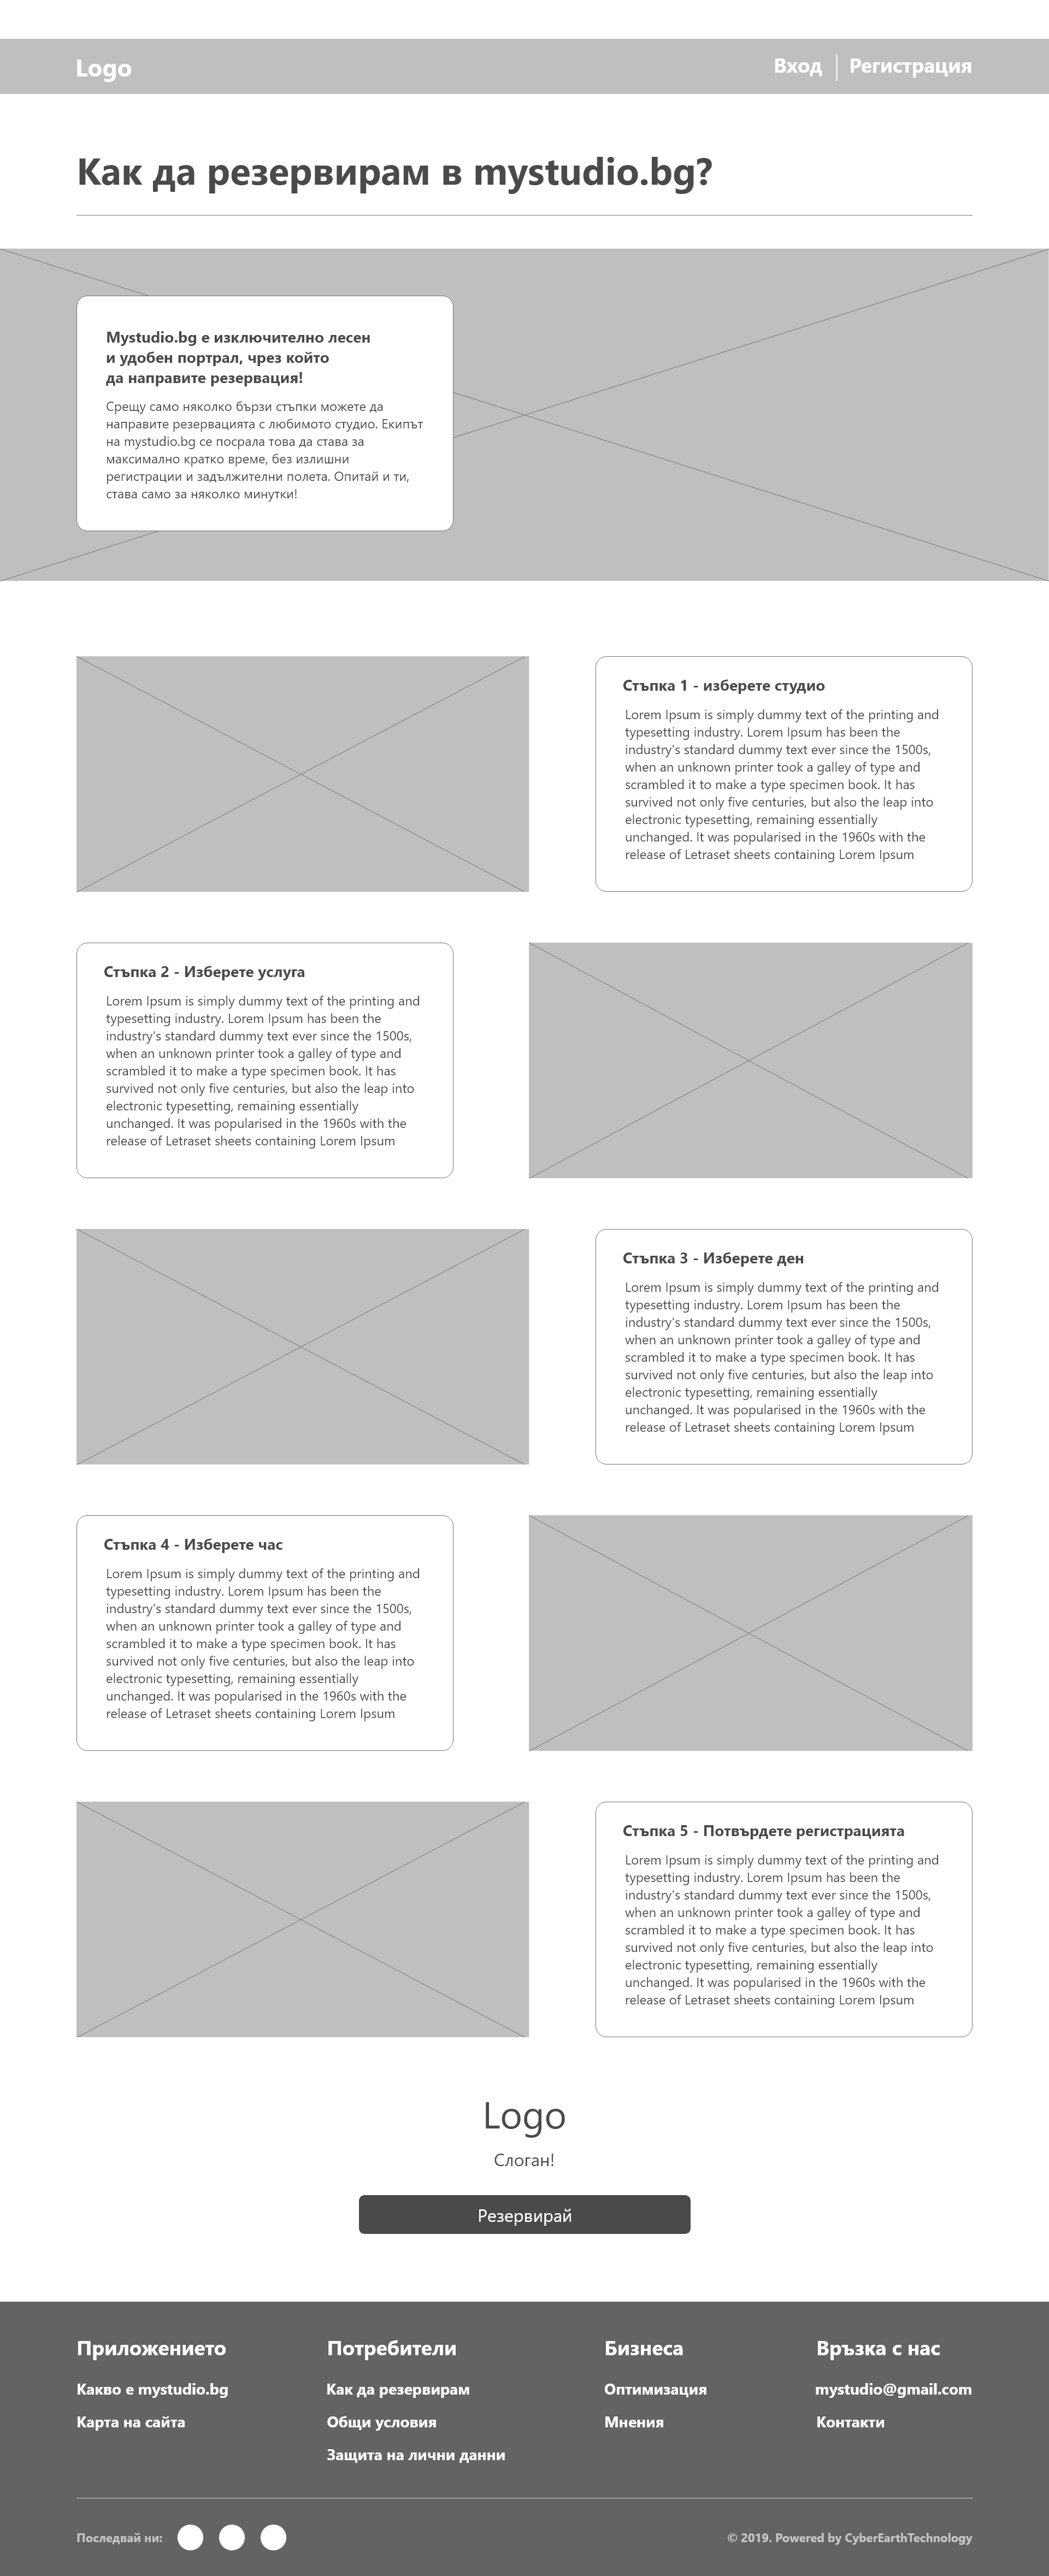 Logo
Вход
Регистрация
Как да резервирам в mystudio.bg?
Mystudio.bg е изключително лесен
и удобен портрал, чрез който
да направите резервация!
Срещу само няколко бързи стъпки можете да
направите резервацията с любимото студио. Екипът
на mystudio.bg се посрала това да става за
максимално кратко време, без излишни
регистрации и задължителни полета. Опитай и ти,
става само за няколко минутки!
Стъпка 1 - изберете студио
Lorem Ipsum is simply dummy text of the printing and
typesetting industry. Lorem Ipsum has been the
industry's standard dummy text ever since the 1500s,
when an unknown printer took a galley of type and
scrambled it to make a type specimen book. It has
survived not only five centuries, but also the leap into
electronic typesetting, remaining essentially
unchanged. It was popularised in the 1960s with the
release of Letraset sheets containing Lorem Ipsum
Стъпка 2 - Изберете услуга
Lorem Ipsum is simply dummy text of the printing and
typesetting industry. Lorem Ipsum has been the
industry's standard dummy text ever since the 1500s,
when an unknown printer took a galley of type and
scrambled it to make a type specimen book. It has
survived not only five centuries, but also the leap into
electronic typesetting, remaining essentially
unchanged. It was popularised in the 1960s with the
release of Letraset sheets containing Lorem Ipsum
Стъпка 3 - Изберете ден
Lorem Ipsum is simply dummy text of the printing and
typesetting industry. Lorem Ipsum has been the
industry's standard dummy text ever since the 1500s,
when an unknown printer took a galley of type and
scrambled it to make a type specimen book. It has
survived not only five centuries, but also the leap into
electronic typesetting, remaining essentially
unchanged. It was popularised in the 1960s with the
release of Letraset sheets containing Lorem Ipsum
Стъпка 4 - Изберете час
Lorem Ipsum is simply dummy text of the printing and
typesetting industry. Lorem Ipsum has been the
industry's standard dummy text ever since the 1500s,
when an unknown printer took a galley of type and
scrambled it to make a type specimen book. It has
survived not only five centuries, but also the leap into
electronic typesetting, remaining essentially
unchanged. It was popularised in the 1960s with the
release of Letraset sheets containing Lorem Ipsum
Стъпка 5 - Потвърдете регистрацията
Lorem Ipsum is simply dummy text of the printing and
typesetting industry. Lorem Ipsum has been the
industry's standard dummy text ever since the 1500s,
when an unknown printer took a galley of type and
scrambled it to make a type specimen book. It has
survived not only five centuries, but also the leap into
electronic typesetting, remaining essentially
unchanged. It was popularised in the 1960s with the
release of Letraset sheets containing Lorem Ipsum
Logo
Слоган!
Резервирай
Приложението
Какво е mystudio.bg
Карта на сайта
Потребители
Как да резервирам
Общи условия
Защита на лични данни
Бизнеса
Оптимизация
Мнения
Връзка с нас
mystudio@gmail.com
Контакти
Последвай ни:
© 2019. Powered by CyberEarthTechnology